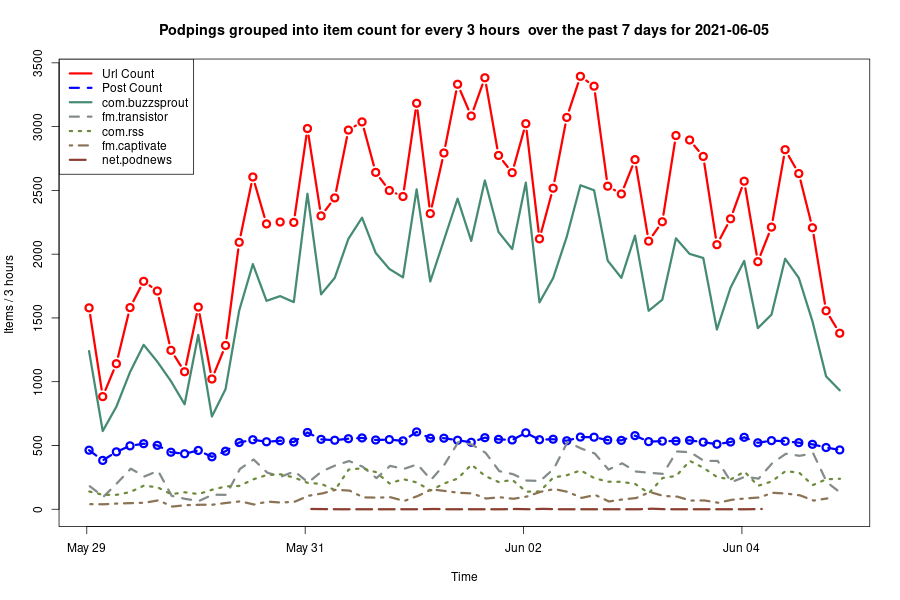 Podpings grouped into item count for every 3 hours  over the past 7 days for 2021-06-05
Items / 3 hours
3500
3000
2500
2000
1500
1000
500
0
Url Count
Post Count
com.buzzsprout
fm.transistor
com.rss
fm.captivate
net.podnews
May 29
May 31
Jun 02
Jun 04
Time